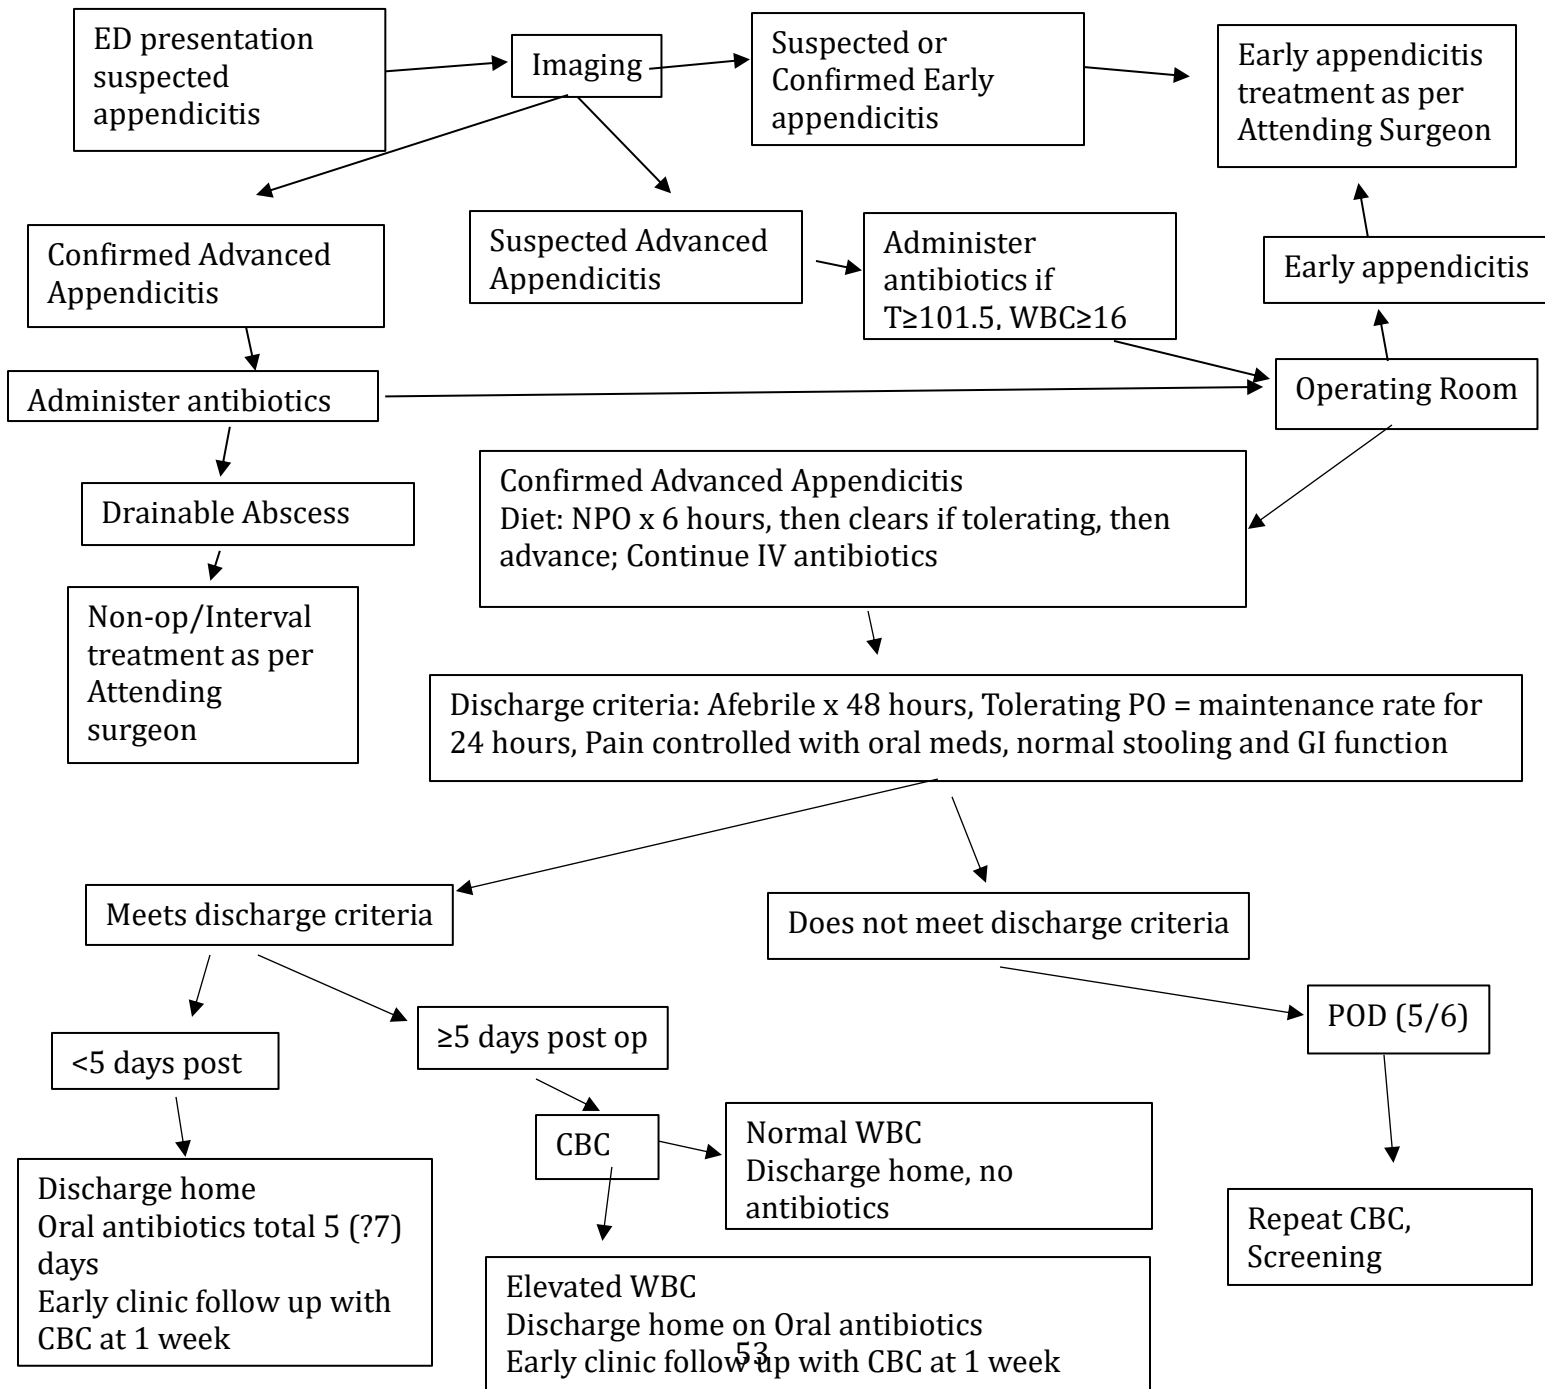 ED presentation
suspected
appendicitis
Imaging
Suspected or
Confirmed Early
appendicitis
Early appendicitis
treatment as per
Attending Surgeon
Confirmed Advanced
Appendicitis
Suspected Advanced
Appendicitis
Administer
antibiotics if
T≥101.5, WBC≥16
Early appendicitis
Administer antibiotics
Operating Room
Drainable Abscess
Confirmed Advanced Appendicitis
Diet: NPO x 6 hours, then clears if tolerating, then
advance; Continue IV antibiotics
Non-op/Interval
treatment as per
Attending
surgeon
Discharge criteria: Afebrile x 48 hours, Tolerating PO = maintenance rate for
24 hours, Pain controlled with oral meds, normal stooling and GI function
Meets discharge criteria
Does not meet discharge criteria
<5 days post
≥5 days post op
POD (5/6)
CBC
Normal WBC
Discharge home, no
antibiotics
Discharge home
Oral antibiotics total 5 (?7)
days
Early clinic follow up with
CBC at 1 week
Repeat CBC,
Screening
Elevated WBC
Discharge home on Oral antibiotics
Early clinic follow up with CBC at 1 week
53